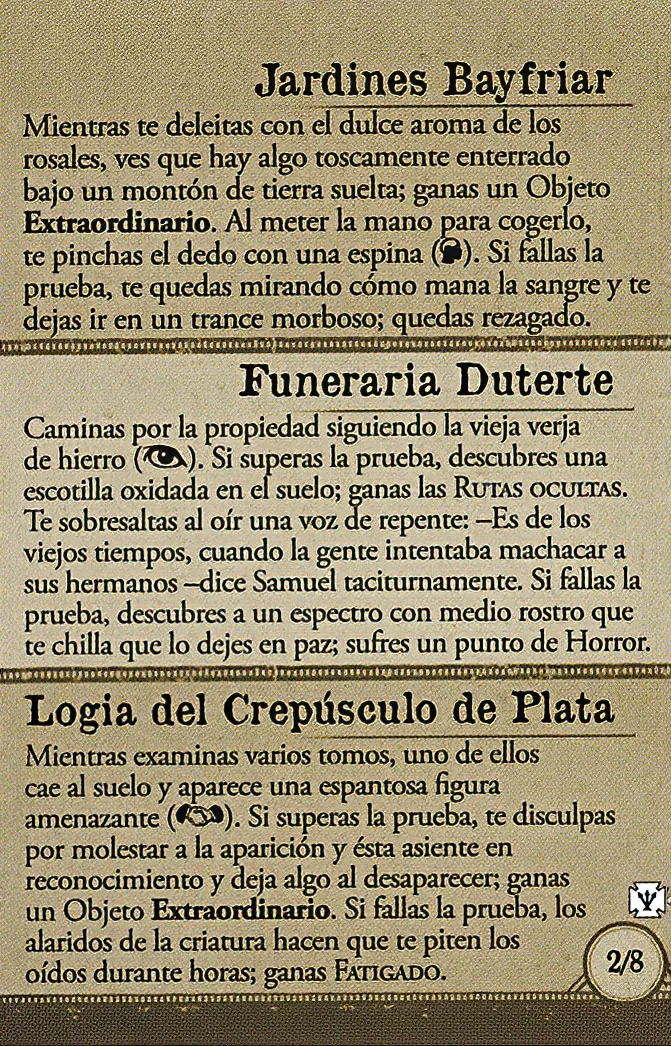 Jardines Bayfriar
Mientras te deleitas con el dulce aroma de los
rosales, ves que hay algo toscamente enterrado
bajo un montón de tierra suelta; ganas un Objeto
Extraordinario. Al meter la mano para cogerlo,
te pinchas el dedo con una espina (). Si fallas la
prueba, te quedas mirando cómo mana la sangre y te
dejas ir en un trance morboso; quedas rezagado.
Funeraria Duterte
Caminas por la propiedad siguiendo la vieja verja
de hierro (). Si superas la prueba, descubres una
escotilla oxidada en el suelo; ganas las RUTAS OCULTAS.
Te sobresaltas al oír una voz de repente: –Es de los
viejos tiempos, cuando la gente intentaba machacar a
sus hermanos –dice Samuel taciturnamente. Si fallas la
prueba, descubres a un espectro con medio rostro que
te chilla que lo dejes en paz; sufres un punto de Horror.
Logia del Crepúsculo de Plata
Mientras examinas varios tomos, uno de ellos
cae al suelo y aparece una espantosa figura
amenazante (). Si superas la prueba, te disculpas
por molestar a la aparición y ésta asiente en
reconocimiento y deja algo al desaparecer; ganas
un Objeto Extraordinario. Si fallas la prueba, los
alaridos de la criatura hacen que te piten los
oídos durante horas; ganas FATIGADO.
2/8